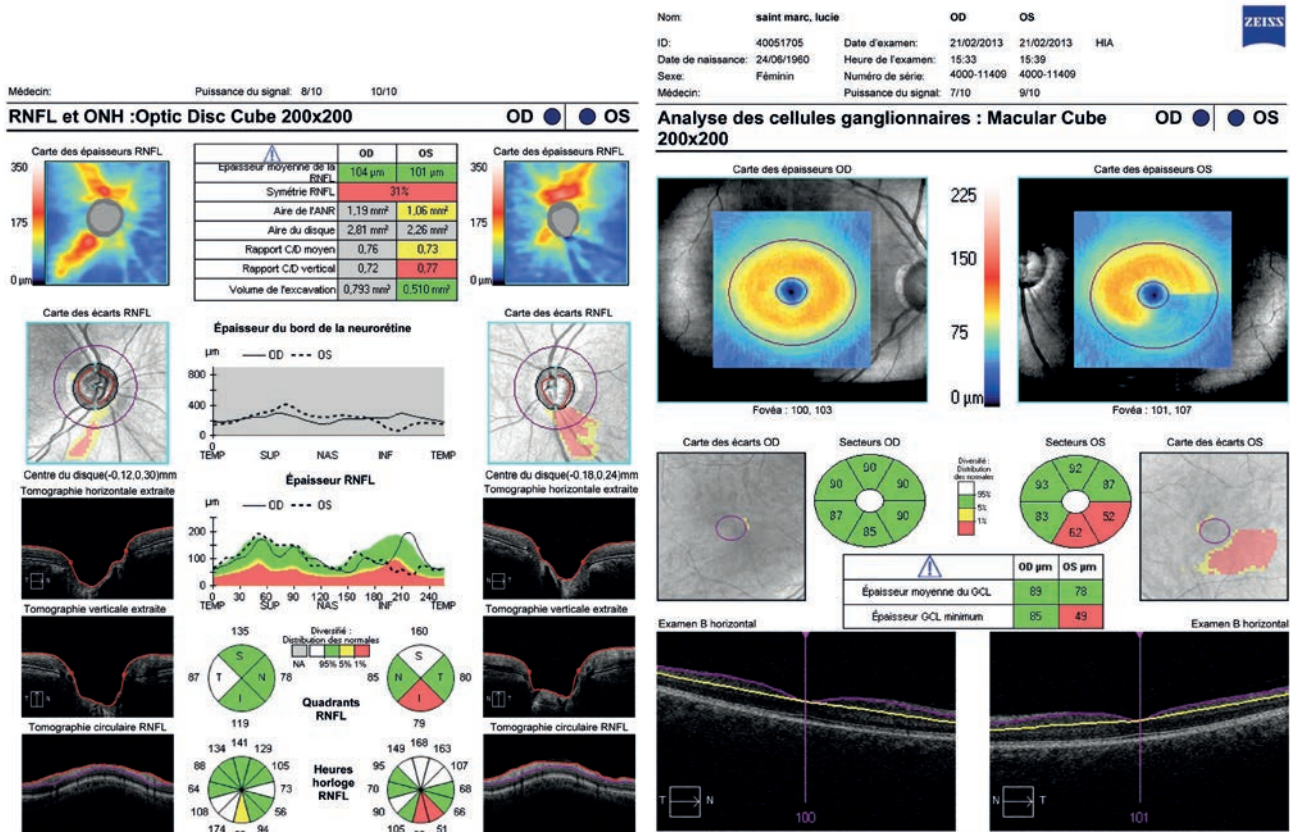 Médecin: Puissance du signal: 8/10 10/10
RNFL et ONH :Optic Disc Cube 200x200 OD OS
Carte des épaisseurs RNFL
350
175
0 µm
OD OS
Épaisseur moyenne de la RNFL 104 µm 101 µm
Symétrie RNFL 31%
Aire de l'ANR 1,19 mm² 1,06 mm²
Aire du disque 2,81 mm² 2,26 mm²
Rapport C/D moyen 0,76 0,73
Rapport C/D vertical 0,72 0,77
Volume de l'excavation 0,793 mm³ 0,510 mm³
Carte des épaisseurs RNFL
350
175
0 µm
Carte des écarts RNFL
Centre du disque(-0,12,0,30)mm
Épaisseur du bord de la neurorétine
µm OD OS
800
400
0
0
TEMP SUP NAS INF TEMP
Carte des écarts RNFL
Centre du disque(-0,18,0,24)mm
Tomographie horizontale extraite
T N
Épaisseur RNFL
µm OD OS
200
100
0
0 30 60 90 120 150 180 210 240
TEMP SUP NAS INF TEMP
Tomographie horizontale extraite
N T
Tomographie verticale extraite
Tomographie verticale extraite
135
S
87 T N 78
I
119
Diversifié :
Distribution des normales
NA 95% 5% 1%
Quadrants
RNFL
160
S
85 N T 80
I
79
Tomographie circulaire RNFL
Tomographie circulaire RNFL
134 141 129
88 105
64 73
108 56
174 94
Heures
horloge
RNFL
149 168 163
95 107
70 68
90 66
105 51
Nom: saint marc, lucie OD OS
ZEISS
ID: 40051705 Date d'examen: 21/02/2013 21/02/2013 HIA
Date de naissance: 24/06/1960 Heure de l'examen: 15:33 15:39
Sexe: Féminin Numéro de série: 4000-11409 4000-11409
Médecin: Puissance du signal: 7/10 9/10
Analyse des cellules ganglionnaires : Macular Cube OD OS
200x200
Carte des épaisseurs OD
Fovéa : 100, 103
225
150
75
0 µm
Carte des épaisseurs OS
Fovéa : 101, 107
Carte des écarts OD
Secteurs OD
90
90 90
87 90
85
Diversifié :
Distribution
des normales
95%
5%
1%
Secteurs OS
92
93 87
83 52
62
Carte des écarts OS
OD µm OS µm
Épaisseur moyenne du GCL 89 78
Épaisseur GCL minimum 85 49
Examen B horizontal
T N
100
Examen B horizontal
N T
101